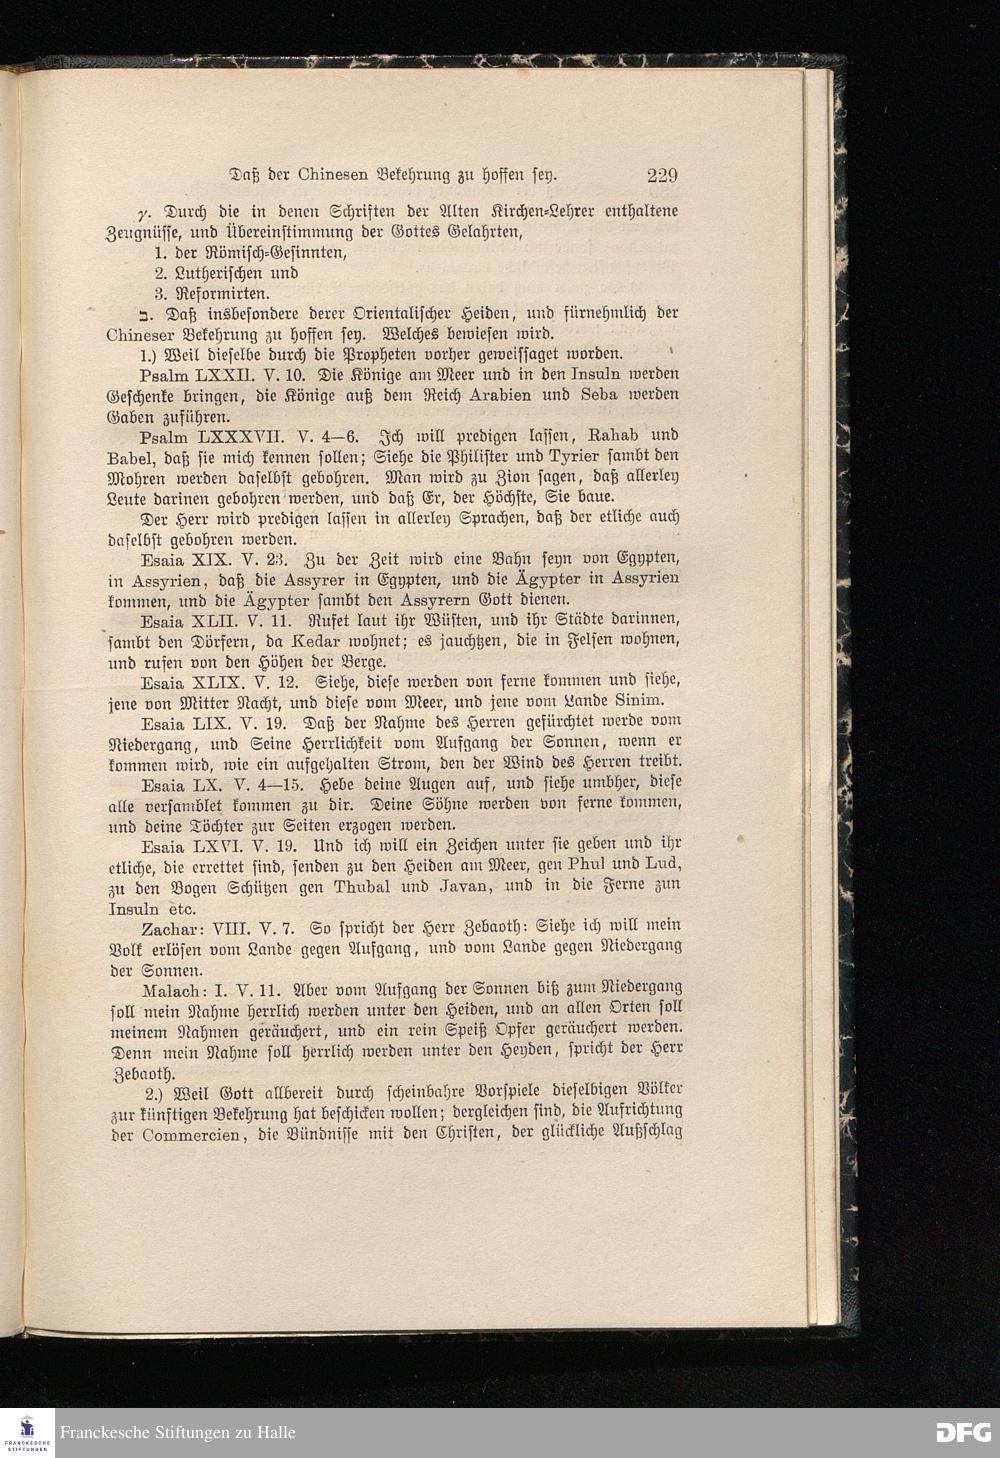 Daß der Chinesen Bekehrung zu hoffen sey. 229
γ. Durch die in denen Schriften der Alten Kirchen-Lehrer enthaltene
Zeugnüsse, und Übereinstimmung der Gottes Gelahrten,
1. der Römisch-Gesinnten,
2. Lutherischen und
3. Reformirten.
ב. Daß insbesondere derer Orientalischer Heiden, und fürnehmlich der
Chineser Bekehrung zu hoffen sey. Welches bewiesen wird.
1.) Weil dieselbe durch die Propheten vorher geweissaget worden.
Psalm LXXII. V. 10. Die Könige am Meer und in den Insuln werden
Geschenke bringen, die Könige auß dem Reich Arabien und Seba werden
Gaben zuführen.
Psalm LXXXVII. V. 4—6. Ich will predigen lassen, Rahab und
Babel, daß sie mich kennen sollen; Siehe die Philister und Tyrier sambt den
Mohren werden daselbst gebohren. Man wird zu Zion sagen, daß allerley
Leute darinen gebohren werden, und daß Er, der Höchste, Sie baue.
Der Herr wird predigen lassen in allerley Sprachen, daß der etliche auch
daselbst gebohren werden.
Esaia XIX. V. 23. Zu der Zeit wird eine Bahn seyn von Egypten,
in Assyrien, daß die Assyrer in Egypten, und die Ägypter in Assyrien
kommen, und die Ägypter sambt den Assyrern Gott dienen.
Esaia XLII. V. 11. Rufet laut ihr Wüsten, und ihr Städte darinnen,
sambt den Dörfern, da Kedar wohnet; es jauchtzen, die in Felsen wohnen,
und rufen von den Höhen der Berge.
Esaia XLIX. V. 12. Siehe, diese werden von ferne kommen und siehe,
jene von Mitter Nacht, und diese vom Meer, und jene vom Lande Sinim.
Esaia LIX. V. 19. Daß der Nahme des Herren gefürchtet werde vom
Niedergang, und Seine Herrlichkeit vom Aufgang der Sonnen, wenn er
kommen wird, wie ein aufgehalten Strom, den der Wind des Herren treibt.
Esaia LX. V. 4—15. Hebe deine Augen auf, und siehe umbher, diese
alle versamblet kommen zu dir. Deine Söhne werden von ferne kommen,
und deine Töchter zur Seiten erzogen werden.
Esaia LXVI. V. 19. Und ich will ein Zeichen unter sie geben und ihr
etliche, die errettet sind, senden zu den Heiden am Meer, gen Phul und Lud,
zu den Bogen Schützen gen Thubal und Javan, und in die Ferne zun
Insuln etc.
Zachar: VIII. V. 7. So spricht der Herr Zebaoth: Siehe ich will mein
Volk erlösen vom Lande gegen Aufgang, und vom Lande gegen Niedergang
der Sonnen.
Malach: I. V. 11. Aber vom Aufgang der Sonnen biß zum Niedergang
soll mein Nahme herrlich werden unter den Heiden, und an allen Orten soll
meinem Nahmen geräuchert, und ein rein Speiß Opfer geräuchert werden.
Denn mein Nahme soll herrlich werden unter den Heyden, spricht der Herr
Zebaoth.
2.) Weil Gott allbereit durch scheinbahre Vorspiele dieselbigen Völker
zur künftigen Bekehrung hat beschicken wollen; dergleichen sind, die Aufrichtung
der Commercien, die Bündnisse mit den Christen, der glückliche Außschlag
FRANCKESCHE
STIFTUNGEN
Franckesche Stiftungen zu Halle
DFG